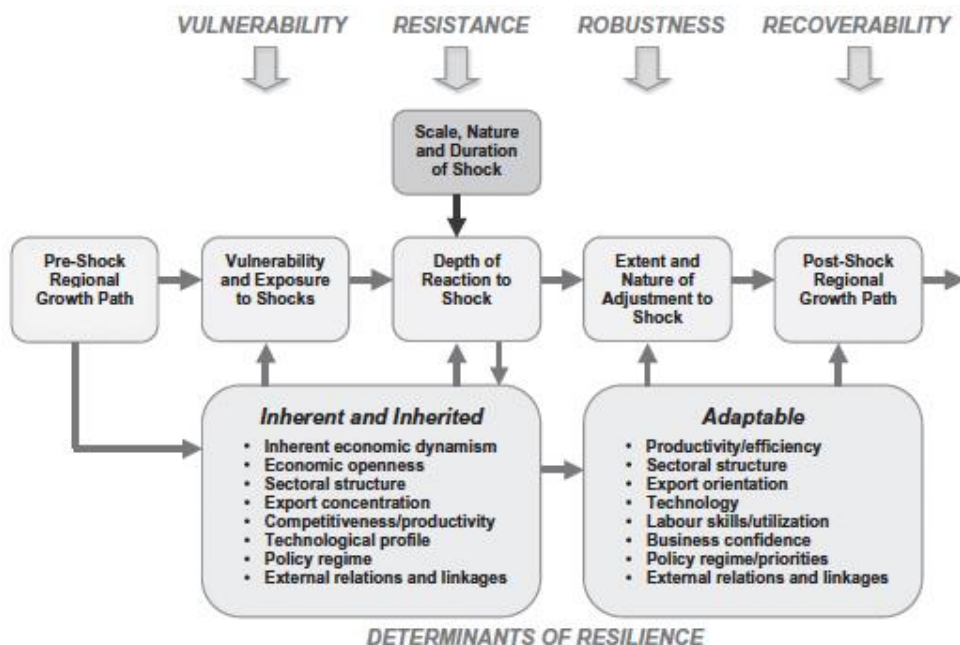 VULNERABILITY
RESISTANCE
ROBUSTNESS
RECOVERABILITY
Scale, Nature
and Duration
of Shock
Pre-Shock
Regional
Growth Path
Vulnerability
and Exposure
to Shocks
Depth of
Reaction to
Shock
Extent and
Nature of
Adjustment to
Shock
Post-Shock
Regional
Growth Path
Inherent and Inherited
• Inherent economic dynamism
• Economic openness
• Sectoral structure
• Export concentration
• Competitiveness/productivity
• Technological profile
• Policy regime
• External relations and linkages
Adaptable
• Productivity/efficiency
• Sectoral structure
• Export orientation
• Technology
• Labour skills/utilization
• Business confidence
• Policy regime/priorities
• External relations and linkages
DETERMINANTS OF RESILIENCE